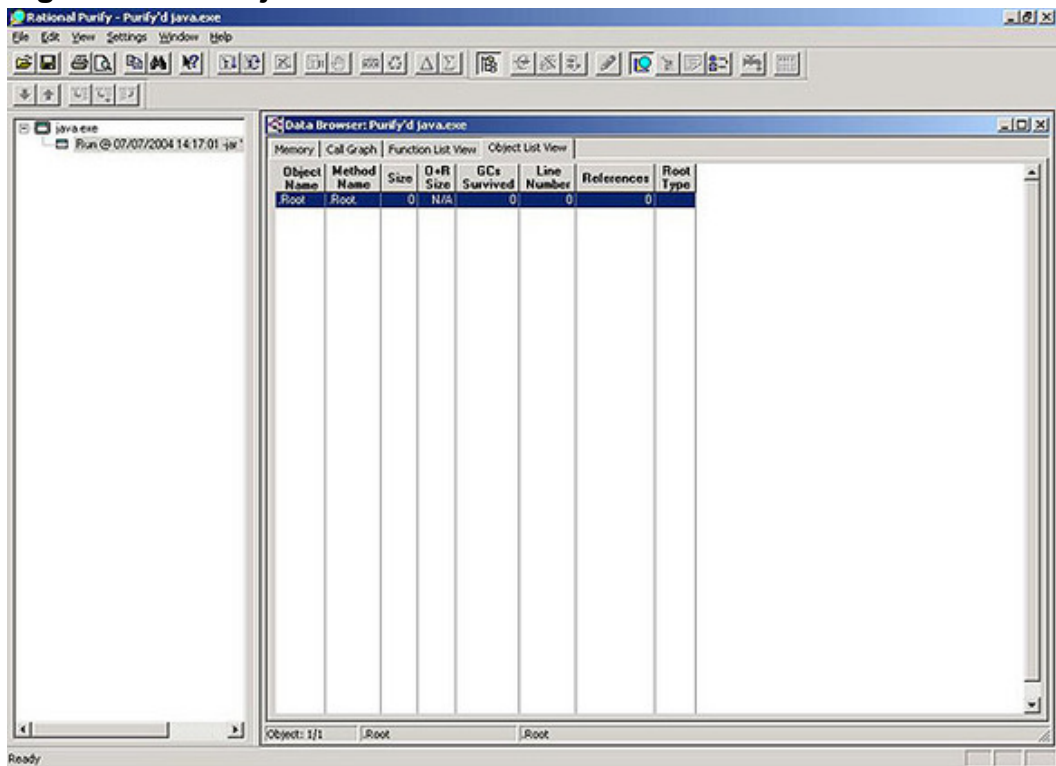 Rational Purify - Purify'd java.exe
File Edit View Settings Window Help
java.exe
Run @ 07/07/2004 14:17:01 -jar "
Data Browser: Purify'd java.exe
Memory Call Graph Function List View Object List View
Object Name Method Name Size O+R Size GCs Survived Line Number References Root Type
.Root .Root 0 N/A 0 0 0
Object: 1/1 .Root .Root
Ready